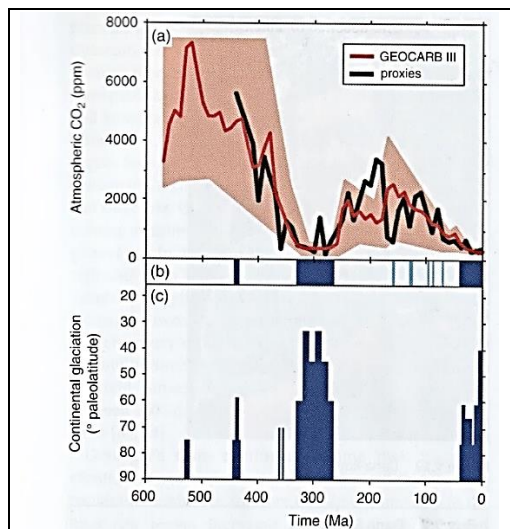 (a)
GEOCARB III
proxies
Atmospheric CO₂ (ppm)
8000
6000
4000
2000
0
(b)
(c)
Continental glaciation
(° paleolatitude)
20
30
40
50
60
70
80
90
600
500
400
300
200
100
0
Time (Ma)